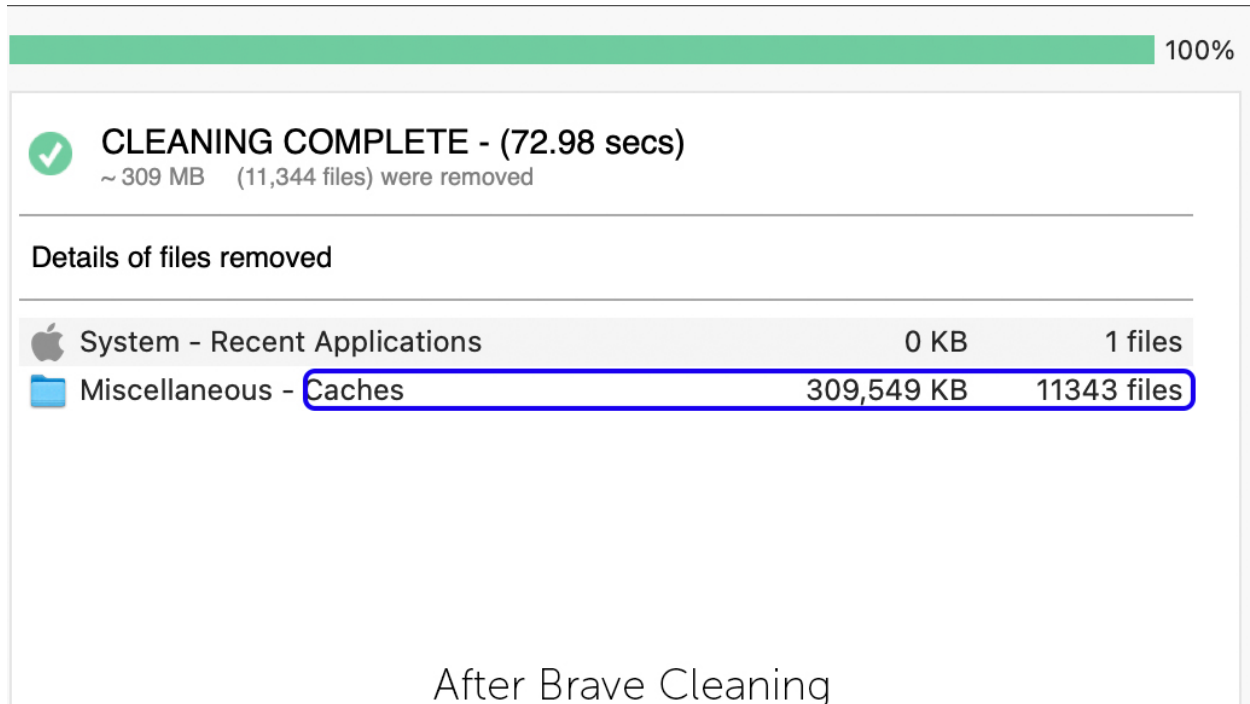 100%
CLEANING COMPLETE - (72.98 secs)
~ 309 MB (11,344 files) were removed
Details of files removed
System - Recent Applications 0 KB 1 files
Miscellaneous - Caches 309,549 KB 11343 files
After Brave Cleaning